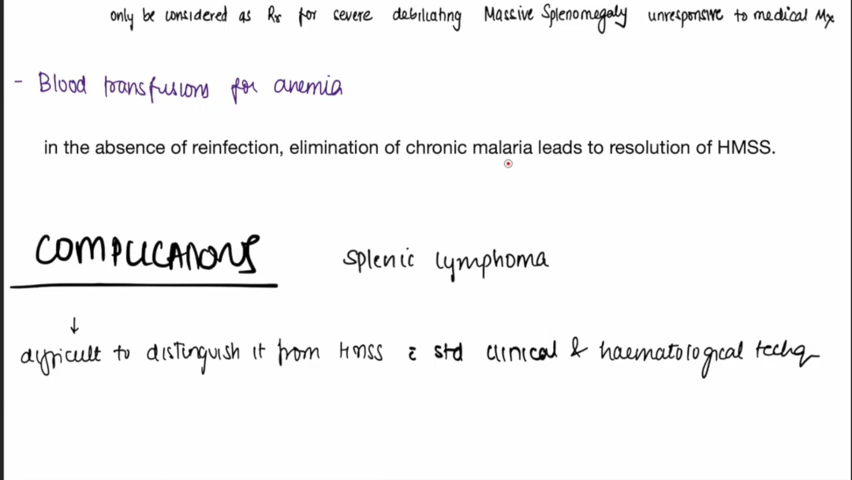 only be considered as Rx for severe debilitating Massive Splenomegaly unresponsive to medical Mx
- Blood transfusions for anemia
in the absence of reinfection, elimination of chronic malaria leads to resolution of HMSS.
COMPLICATIONS splenic lymphoma
↓
difficult to distinguish it from HMSS c̄ std clinical & haematological techq